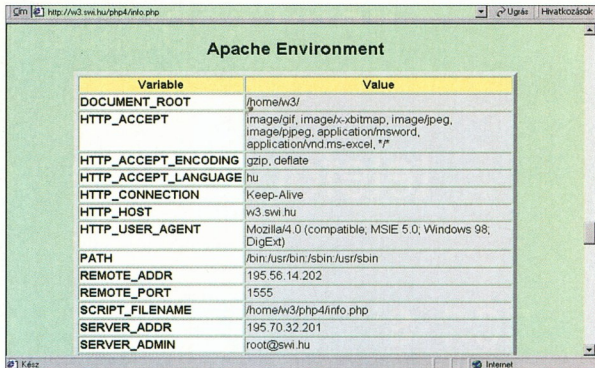 Cím http://w3.swi.hu/php4/info.php Ugrás Hivatkozások
Apache Environment
Variable Value
DOCUMENT_ROOT /home/w3/
HTTP_ACCEPT image/gif, image/x-xbitmap, image/jpeg,
image/pjpeg, application/msword,
application/vnd.ms-excel, */*
HTTP_ACCEPT_ENCODING gzip, deflate
HTTP_ACCEPT_LANGUAGE hu
HTTP_CONNECTION Keep-Alive
HTTP_HOST w3.swi.hu
HTTP_USER_AGENT Mozilla/4.0 (compatible; MSIE 5.0; Windows 98;
DigExt)
PATH /bin:/usr/bin:/sbin:/usr/sbin
REMOTE_ADDR 195.56.14.202
REMOTE_PORT 1555
SCRIPT_FILENAME /home/w3/php4/info.php
SERVER_ADDR 195.70.32.201
SERVER_ADMIN root@swi.hu
Kész Internet